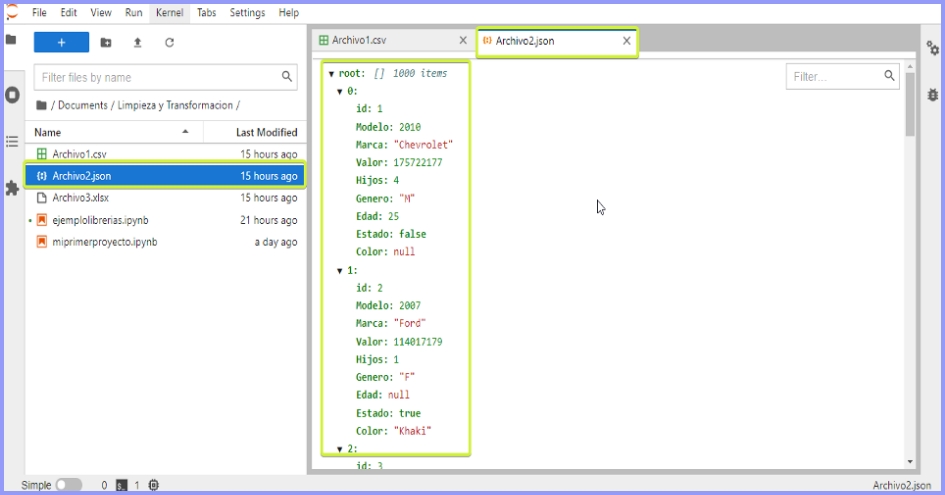 File Edit View Run Kernel Tabs Settings Help
Archivo1.csv Archivo2.json
Filter files by name
/ Documents / Limpieza y Transformacion /
Name Last Modified
Archivo1.csv 15 hours ago
Archivo2.json 15 hours ago
Archivo3.xlsx 15 hours ago
ejemplolibrerias.ipynb 21 hours ago
miprimerproyecto.ipynb a day ago
root: [] 1000 items
Filter...
0:
id: 1
Modelo: 2010
Marca: "Chevrolet"
Valor: 175722177
Hijos: 4
Genero: "M"
Edad: 25
Estado: false
Color: null
1:
id: 2
Modelo: 2007
Marca: "Ford"
Valor: 114017179
Hijos: 1
Genero: "F"
Edad: null
Estado: true
Color: "Khaki"
2:
id: 3
Simple 0 1 Archivo2.json